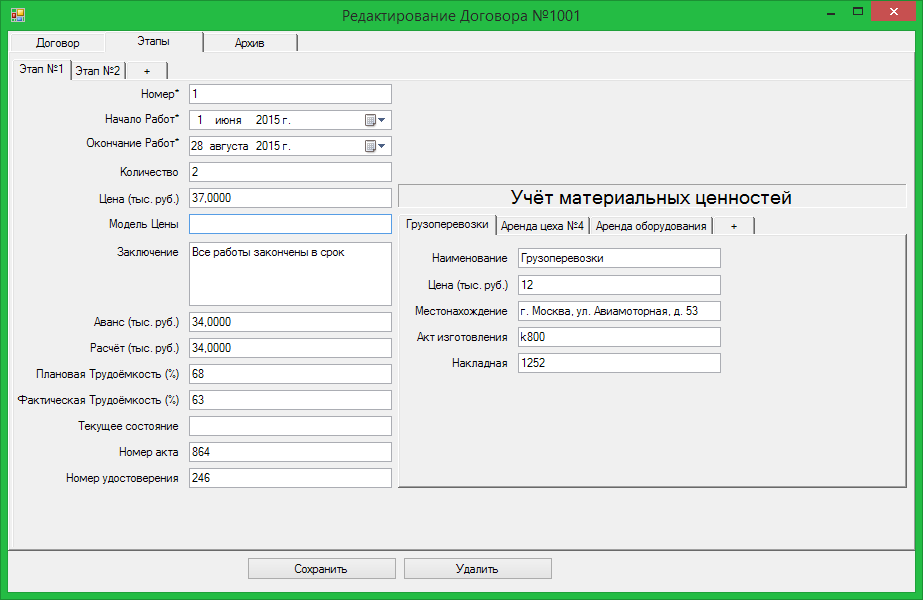 Редактирование Договора №1001
Договор Этапы Архив
Этап №1 Этап №2 +
Номер* 1
Начало Работ* 1 июня 2015 г.
Окончание Работ* 28 августа 2015 г.
Количество 2
Цена (тыс. руб.) 37,0000
Модель Цены
Заключение Все работы закончены в срок
Аванс (тыс. руб.) 34,0000
Расчёт (тыс. руб.) 34,0000
Плановая Трудоёмкость (%) 68
Фактическая Трудоёмкость (%) 63
Текущее состояние
Номер акта 864
Номер удостоверения 246
Учёт материальных ценностей
Грузоперевозки Аренда цеха №4 Аренда оборудования +
Наименование Грузоперевозки
Цена (тыс. руб.) 12
Местонахождение г. Москва, ул. Авиамоторная, д. 53
Акт изготовления k800
Накладная 1252
Сохранить Удалить